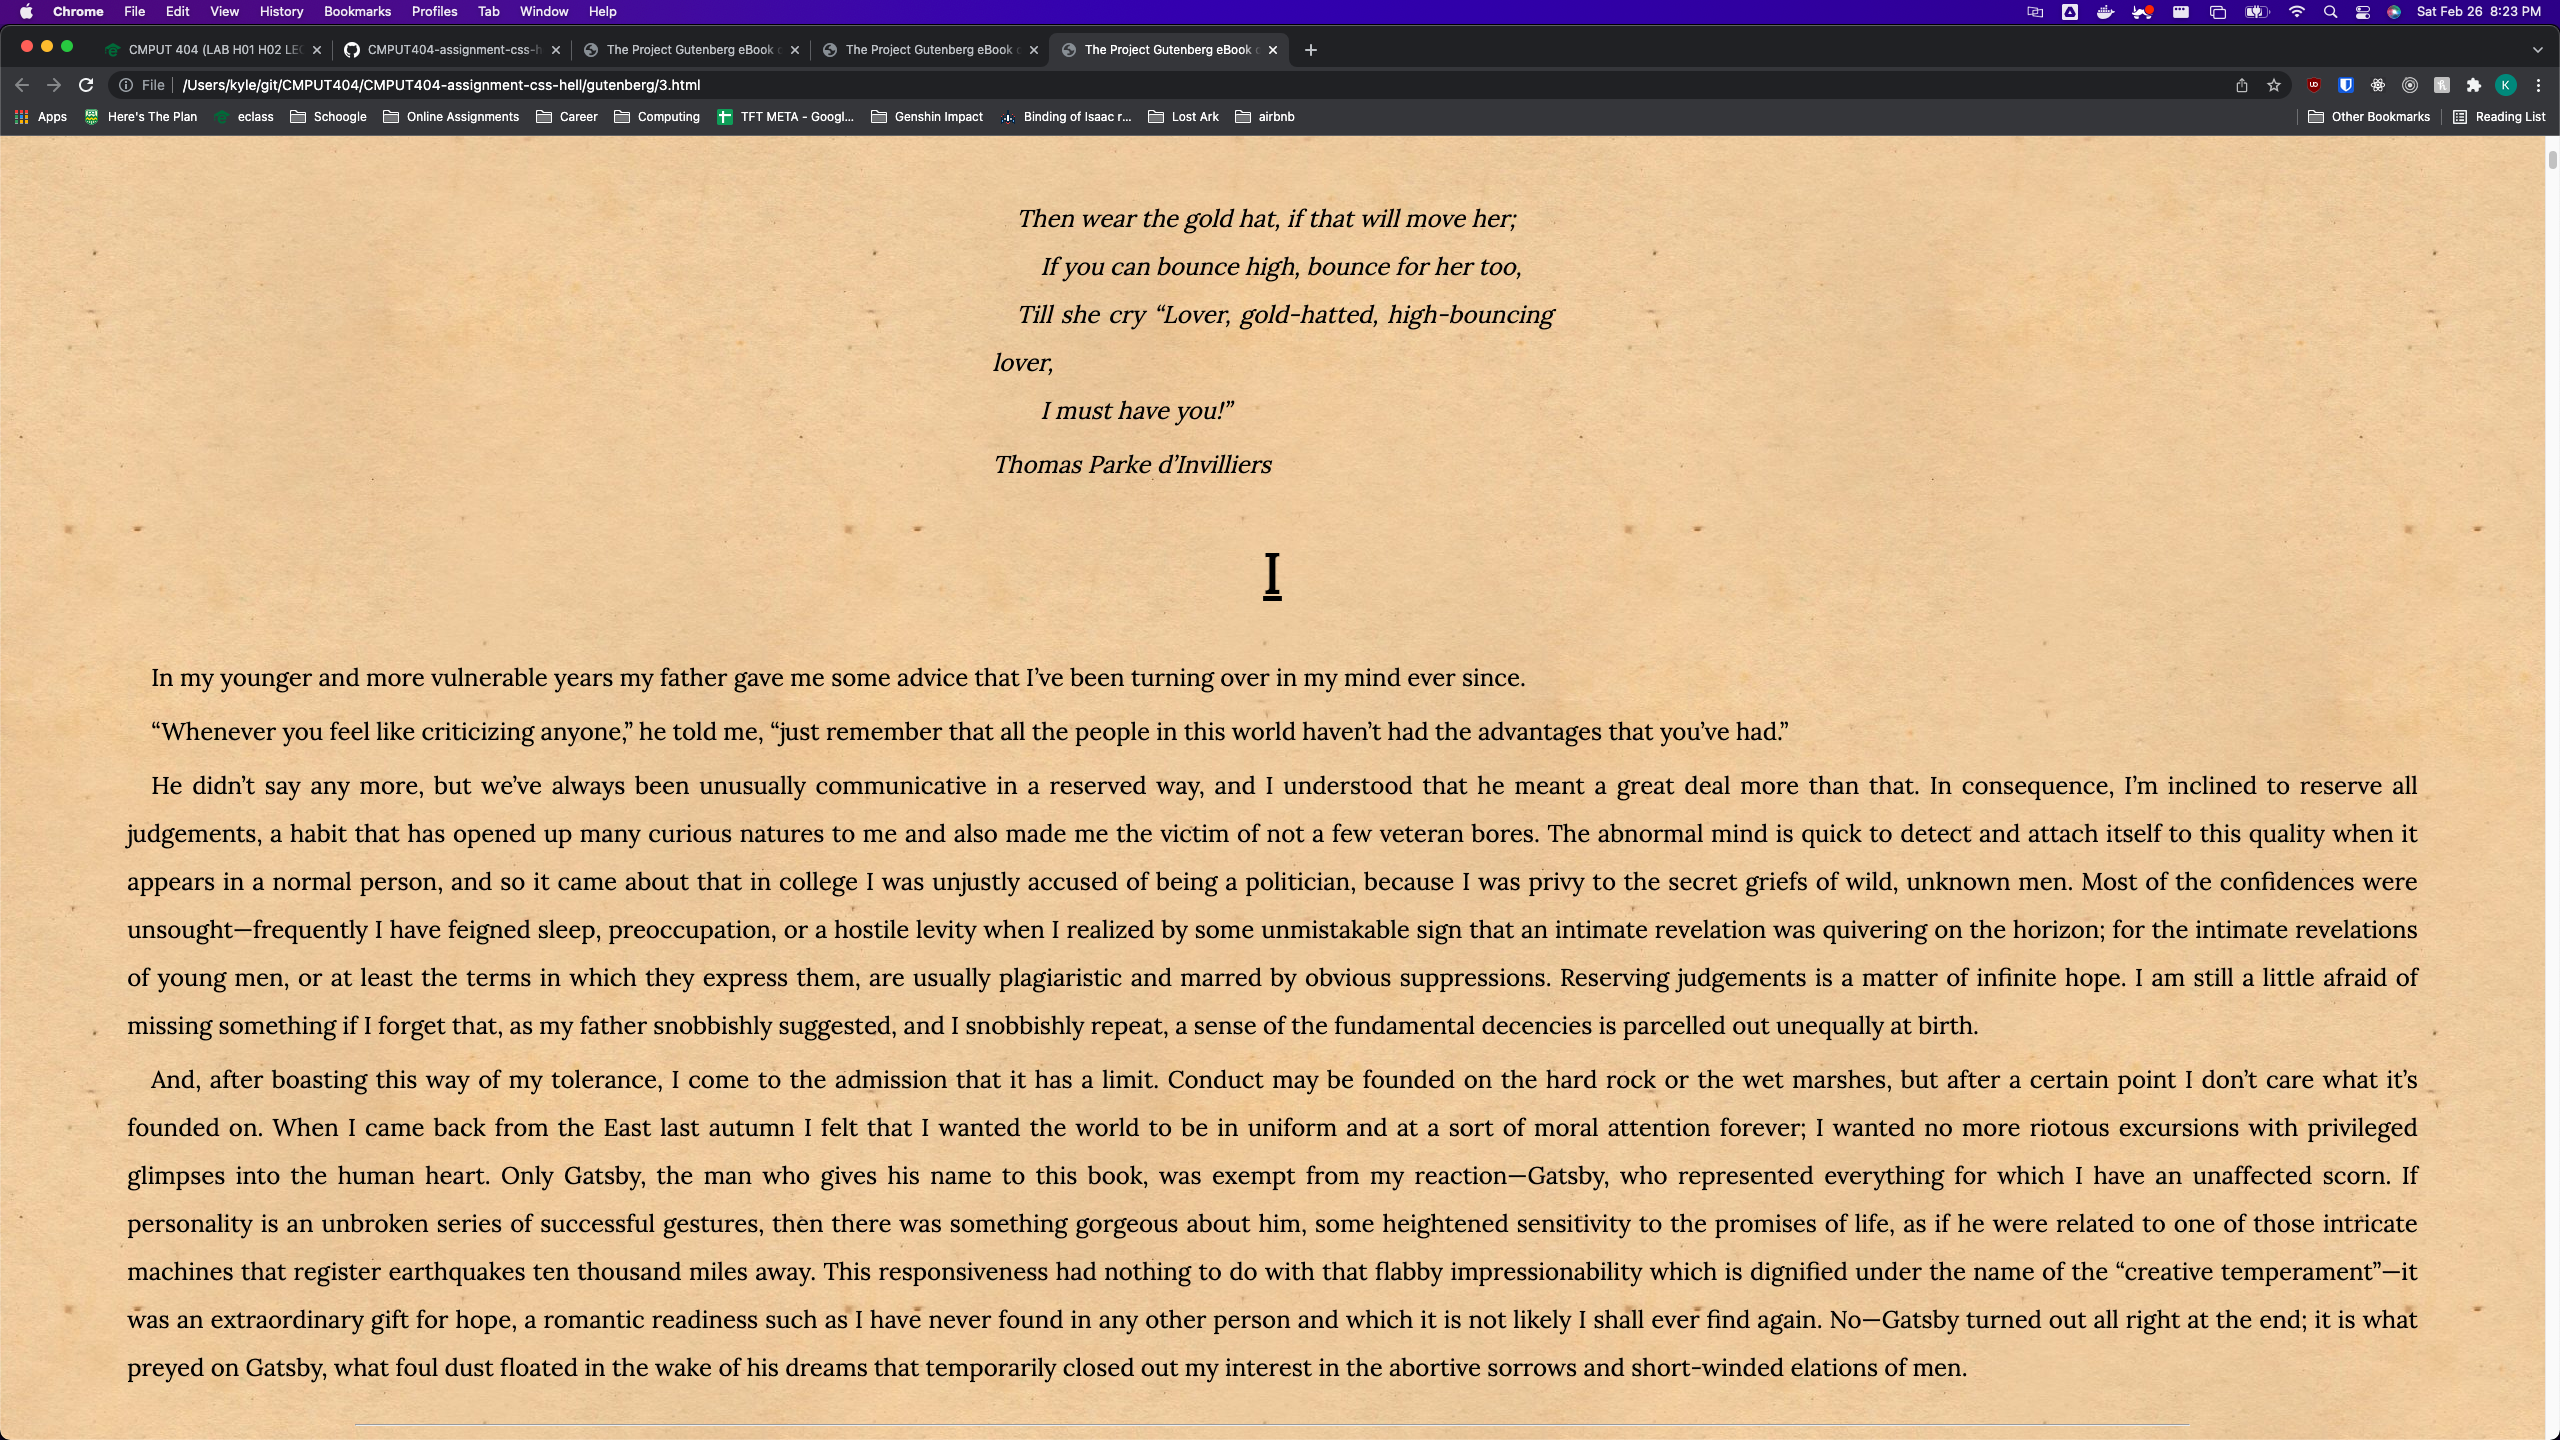 Chrome File Edit View History Bookmarks Profiles Tab Window Help Sat Feb 26 8:23 PM
CMPUT 404 (LAB H01 H02 LEC CMPUT404-assignment-css-h The Project Gutenberg eBook o The Project Gutenberg eBook o The Project Gutenberg eBook o
File /Users/kyle/git/CMPUT404/CMPUT404-assignment-css-hell/gutenberg/3.html K
Apps Here's The Plan eclass Schoogle Online Assignments Career Computing TFT META - Googl... Genshin Impact Binding of Isaac r... Lost Ark airbnb Other Bookmarks Reading List
Then wear the gold hat, if that will move her;
If you can bounce high, bounce for her too,
Till she cry “Lover, gold-hatted, high-bouncing
lover,
I must have you!”
Thomas Parke d’Invilliers
I
In my younger and more vulnerable years my father gave me some advice that I’ve been turning over in my mind ever since.
“Whenever you feel like criticizing anyone,” he told me, “just remember that all the people in this world haven’t had the advantages that you’ve had.”
He didn’t say any more, but we’ve always been unusually communicative in a reserved way, and I understood that he meant a great deal more than that. In consequence, I’m inclined to reserve all
judgements, a habit that has opened up many curious natures to me and also made me the victim of not a few veteran bores. The abnormal mind is quick to detect and attach itself to this quality when it
appears in a normal person, and so it came about that in college I was unjustly accused of being a politician, because I was privy to the secret griefs of wild, unknown men. Most of the confidences were
unsought—frequently I have feigned sleep, preoccupation, or a hostile levity when I realized by some unmistakable sign that an intimate revelation was quivering on the horizon; for the intimate revelations
of young men, or at least the terms in which they express them, are usually plagiaristic and marred by obvious suppressions. Reserving judgements is a matter of infinite hope. I am still a little afraid of
missing something if I forget that, as my father snobbishly suggested, and I snobbishly repeat, a sense of the fundamental decencies is parcelled out unequally at birth.
And, after boasting this way of my tolerance, I come to the admission that it has a limit. Conduct may be founded on the hard rock or the wet marshes, but after a certain point I don’t care what it’s
founded on. When I came back from the East last autumn I felt that I wanted the world to be in uniform and at a sort of moral attention forever; I wanted no more riotous excursions with privileged
glimpses into the human heart. Only Gatsby, the man who gives his name to this book, was exempt from my reaction—Gatsby, who represented everything for which I have an unaffected scorn. If
personality is an unbroken series of successful gestures, then there was something gorgeous about him, some heightened sensitivity to the promises of life, as if he were related to one of those intricate
machines that register earthquakes ten thousand miles away. This responsiveness had nothing to do with that flabby impressionability which is dignified under the name of the “creative temperament”—it
was an extraordinary gift for hope, a romantic readiness such as I have never found in any other person and which it is not likely I shall ever find again. No—Gatsby turned out all right at the end; it is what
preyed on Gatsby, what foul dust floated in the wake of his dreams that temporarily closed out my interest in the abortive sorrows and short-winded elations of men.